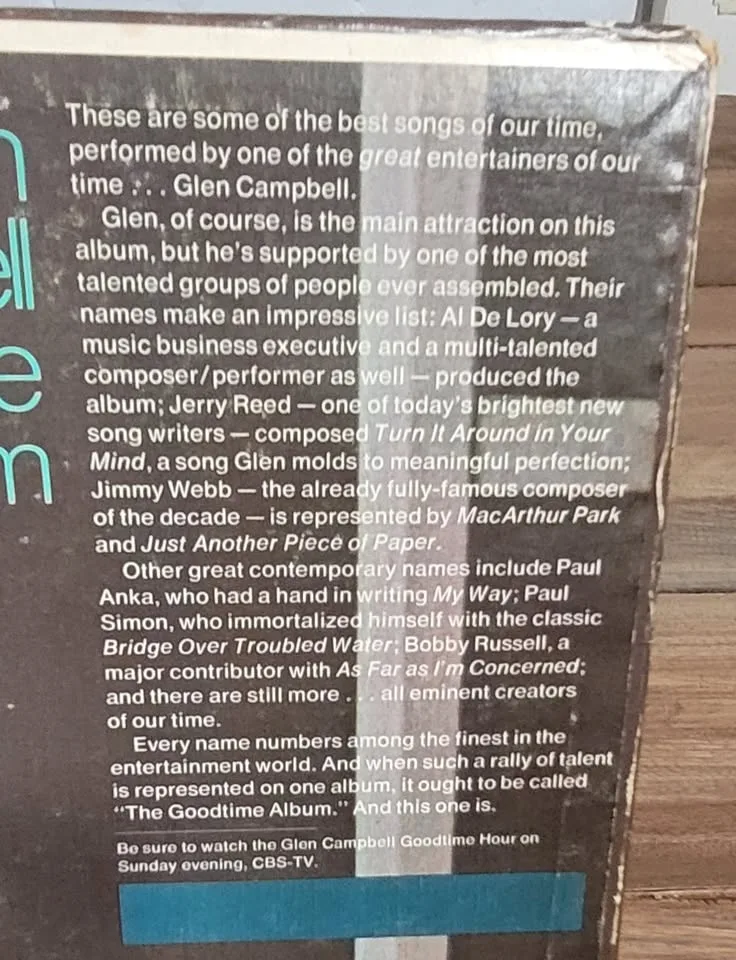 n
ell
e
m
These are some of the best songs of our time,
performed by one of the great entertainers of our
time . . . Glen Campbell.
Glen, of course, is the main attraction on this
album, but he's supported by one of the most
talented groups of people ever assembled. Their
names make an impressive list: Al De Lory — a
music business executive and a multi-talented
composer/performer as well — produced the
album; Jerry Reed — one of today's brightest new
song writers — composed Turn It Around in Your
Mind, a song Glen molds to meaningful perfection;
Jimmy Webb — the already fully-famous composer
of the decade — is represented by MacArthur Park
and Just Another Piece of Paper.
Other great contemporary names include Paul
Anka, who had a hand in writing My Way; Paul
Simon, who immortalized himself with the classic
Bridge Over Troubled Water; Bobby Russell, a
major contributor with As Far as I'm Concerned;
and there are still more . . . all eminent creators
of our time.
Every name numbers among the finest in the
entertainment world. And when such a rally of talent
is represented on one album, it ought to be called
“The Goodtime Album.” And this one is.
Be sure to watch the Glen Campbell Goodtime Hour on
Sunday evening, CBS-TV.